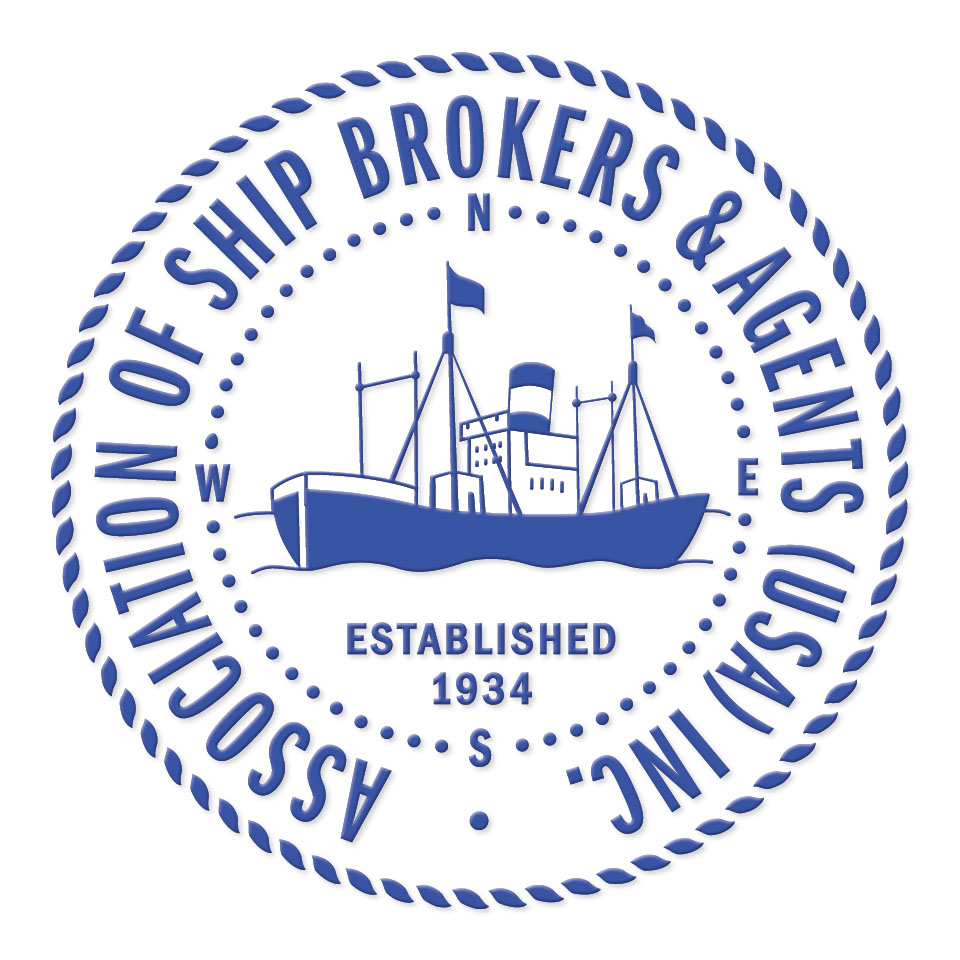 ASSOCIATION OF SHIP BROKERS & AGENTS (USA) INC.
N
W
E
ESTABLISHED
1934
S